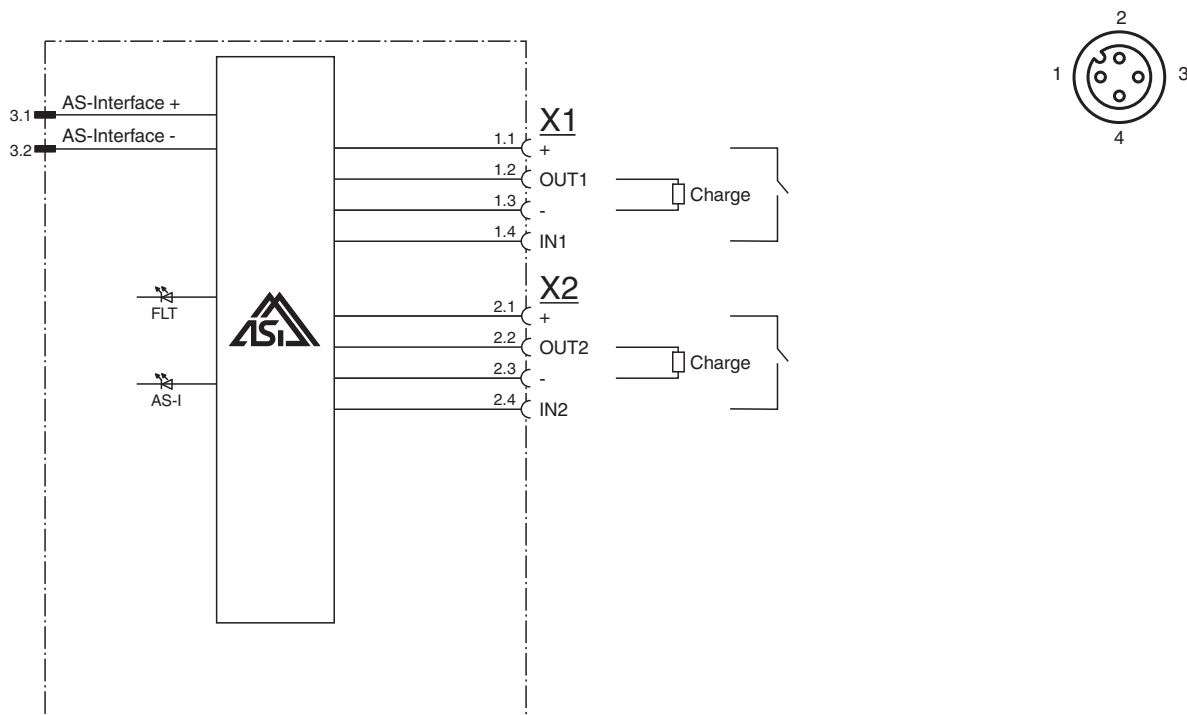 3.1 AS-Interface +
3.2 AS-Interface -
FLT
AS-I
ASi
X1
1.1 +
1.2 OUT1
1.3 -
1.4 IN1
Charge
X2
2.1 +
2.2 OUT2
2.3 -
2.4 IN2
Charge
2
1
3
4